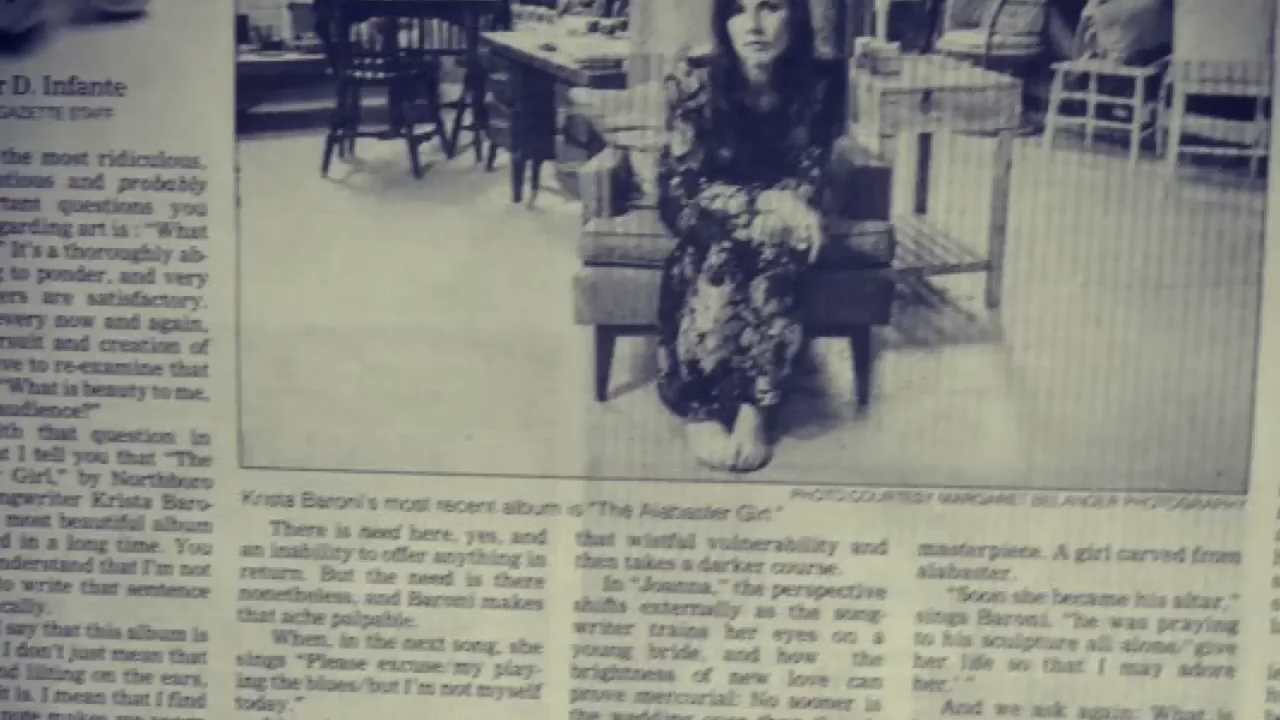 r D. Infante
GAZETTE STAFF
the most ridiculous,
tious and probably
tant questions you
garding art is : "What
" It's a thoroughly ab-
to ponder, and very
ers are satisfactory.
every now and again,
rsuit and creation of
ve to re-examine that
"What is beauty to me,
audience?"
ith that question in
t I tell you that "The
Girl," by Northboro
ngwriter Krista Baro-
most beautiful album
d in a long time. You
nderstand that I'm not
to write that sentence
cally.
I say that this album is
I don't just mean that
nd lilting on the ears,
it is. I mean that I find
PHOTO COURTESY MARGARET BELANGER PHOTOGRAPHY
Krista Baroni's most recent album is "The Alabaster Girl."
There is need here, yes, and
an inability to offer anything in
return. But the need is there
nonetheless, and Baroni makes
that ache palpable.
When, in the next song, she
sings "Please excuse/my play-
ing the blues/but I'm not myself
today."
that wistful vulnerability and
then takes a darker course.
In "Joanna," the perspective
shifts externally as the song-
writer trains her eyes on a
young bride, and how the
brightness of new love can
prove mercurial: No sooner is
the wedding
masterpiece. A girl carved from
alabaster.
"Soon she became his altar,"
sings Baroni, "he was praying
to his sculpture all alone/'give
her life so that I may adore
her.' "
And we ask again: What is